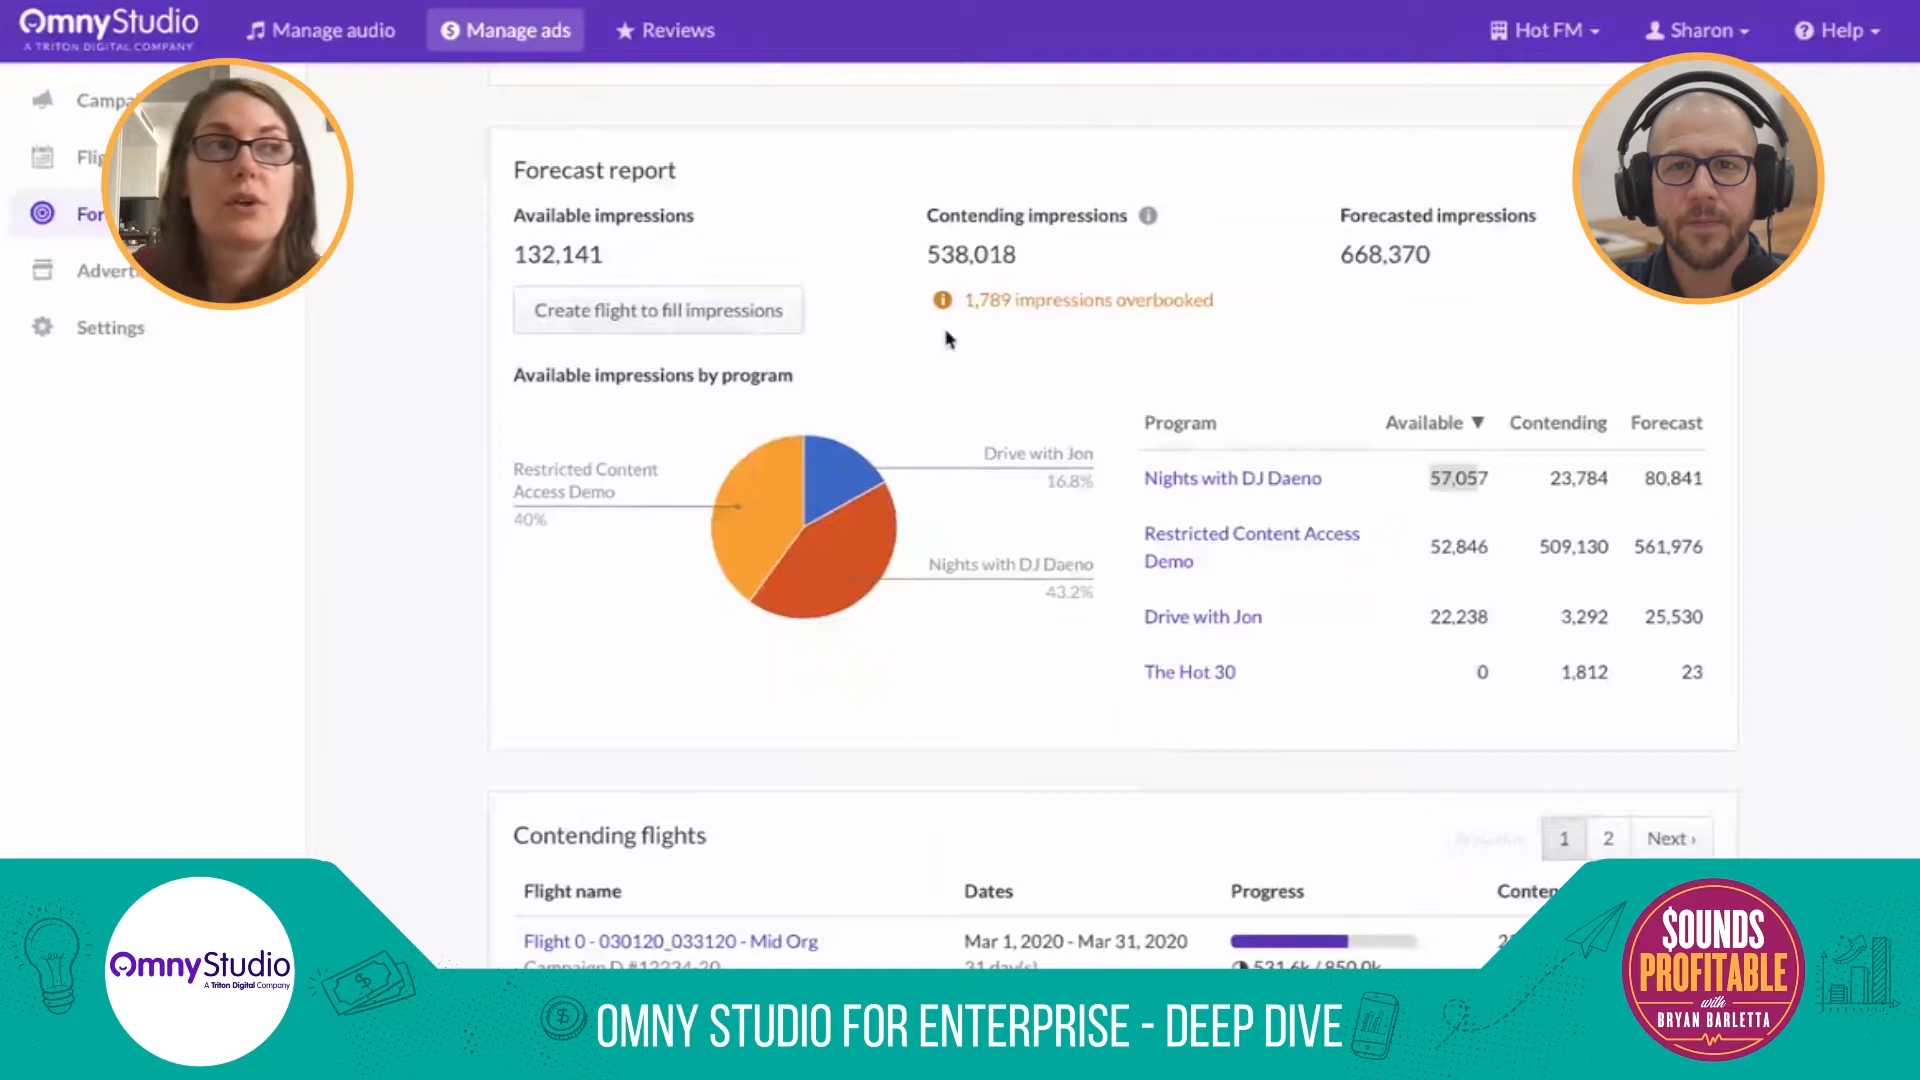 OmnyStudio
A TRITON DIGITAL COMPANY
Manage audio
Manage ads
Reviews
Hot FM
Sharon
Help
Settings
Forecast report
Available impressions
Contending impressions
Forecasted impressions
132,141
538,018
668,370
Create flight to fill impressions
1,789 impressions overbooked
Available impressions by program
Restricted Content
Access Demo
40%
Drive with Jon
16.8%
Nights with DJ Daeno
43.2%
Program Available ▼ Contending Forecast
Nights with DJ Daeno 57,057 23,784 80,841
Restricted Content Access
Demo
52,846 509,130 561,976
Drive with Jon 22,238 3,292 25,530
The Hot 30 0 1,812 23
Contending flights
1 2 Next ›
Flight name Dates Progress
Flight 0 - 030120_033120 - Mid Org Mar 1, 2020 - Mar 31, 2020
OmnyStudio
A Triton Digital Company
OMNY STUDIO FOR ENTERPRISE - DEEP DIVE
$OUNDS
PROFITABLE
with
BRYAN BARLETTA